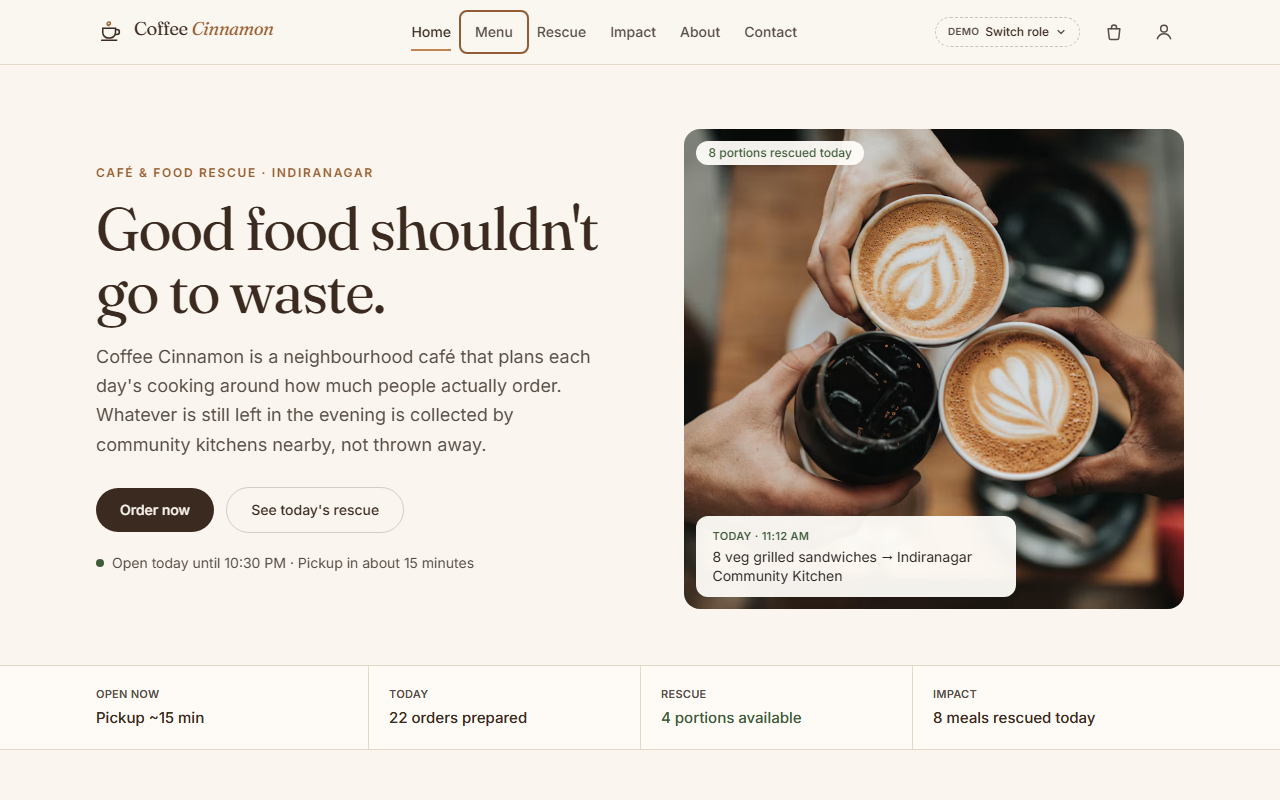 Coffee Cinnamon
Home
Menu
Rescue
Impact
About
Contact
DEMO Switch role
CAFÉ & FOOD RESCUE · INDIRANAGAR
Good food shouldn't
go to waste.
Coffee Cinnamon is a neighbourhood café that plans each
day's cooking around how much people actually order.
Whatever is still left in the evening is collected by
community kitchens nearby, not thrown away.
Order now
See today's rescue
Open today until 10:30 PM · Pickup in about 15 minutes
8 portions rescued today
TODAY · 11:12 AM
8 veg grilled sandwiches → Indiranagar
Community Kitchen
OPEN NOW
Pickup ~15 min
TODAY
22 orders prepared
RESCUE
4 portions available
IMPACT
8 meals rescued today